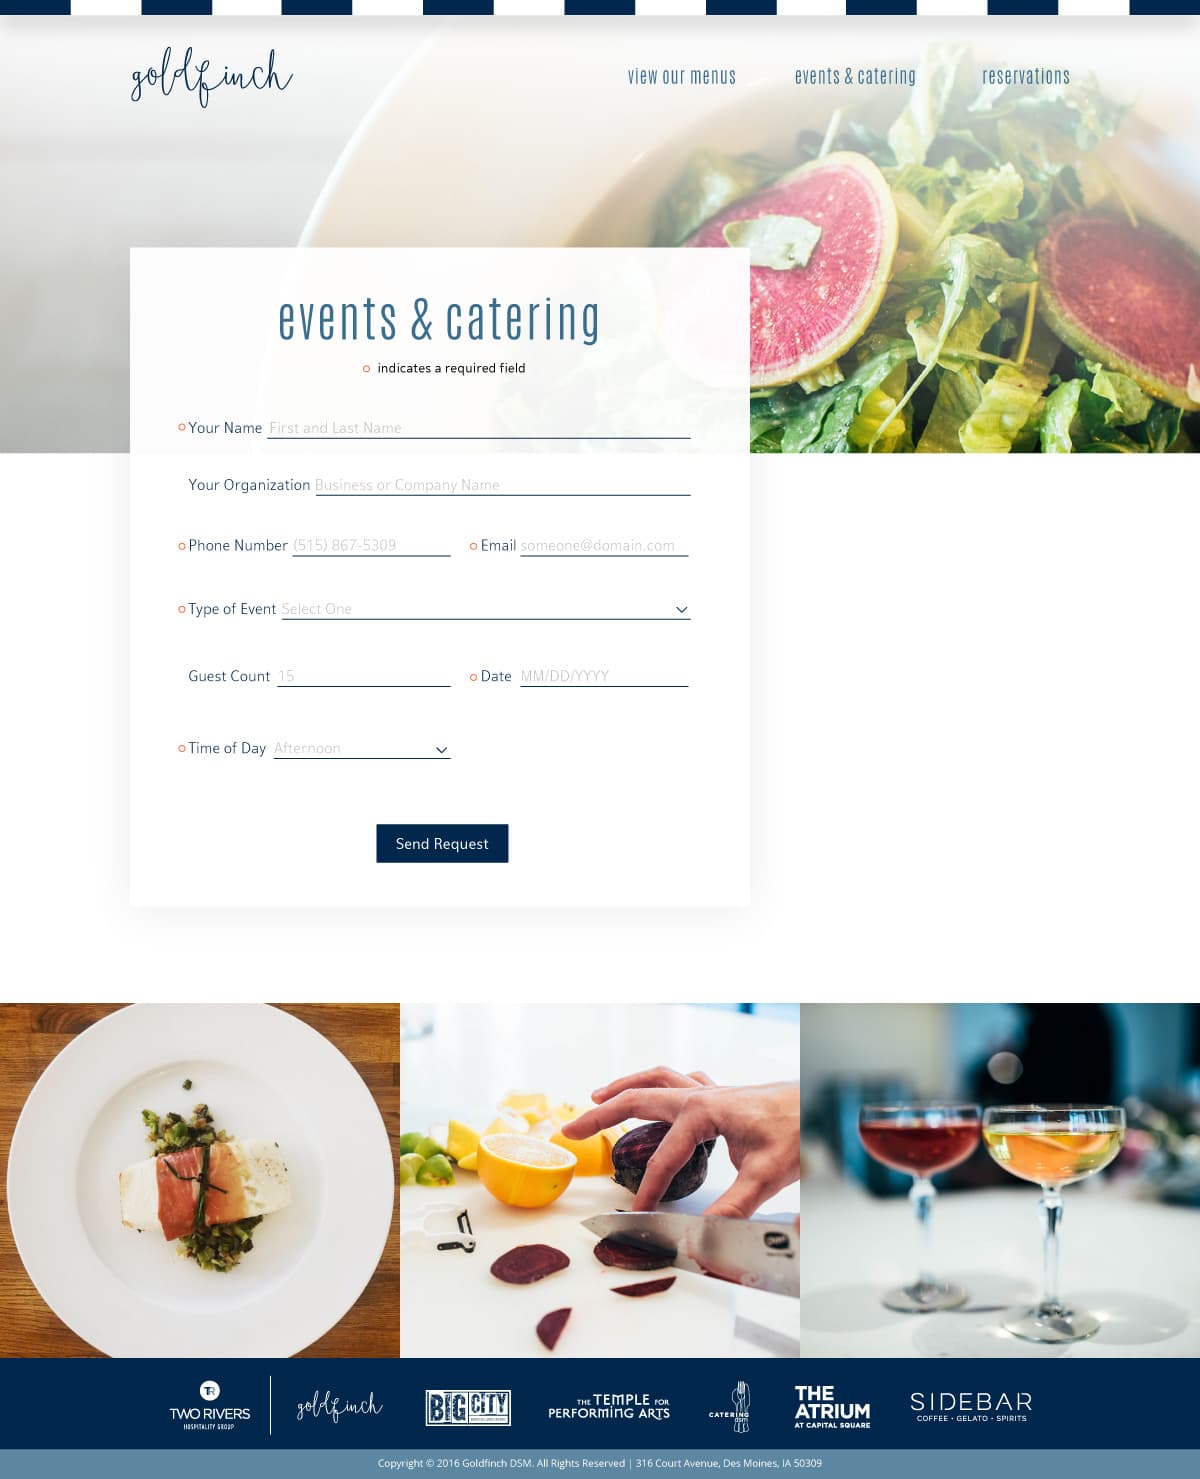 goldfinch
view our menus
events & catering
reservations
events & catering
indicates a required field
Your Name First and Last Name
Your Organization Business or Company Name
Phone Number (515) 867-5309
Email someone@domain.com
Type of Event Select One
Guest Count 15
Date MM/DD/YYYY
Time of Day Afternoon
Send Request
TR
TWO RIVERS
HOSPITALITY GROUP
goldfinch
BIG CITY
THE TEMPLE FOR
PERFORMING ARTS
CATERING
dsm
THE
ATRIUM
AT CAPITAL SQUARE
SIDEBAR
COFFEE • GELATO • SPIRITS
Copyright © 2016 Goldfinch DSM. All Rights Reserved | 316 Court Avenue, Des Moines, IA 50309